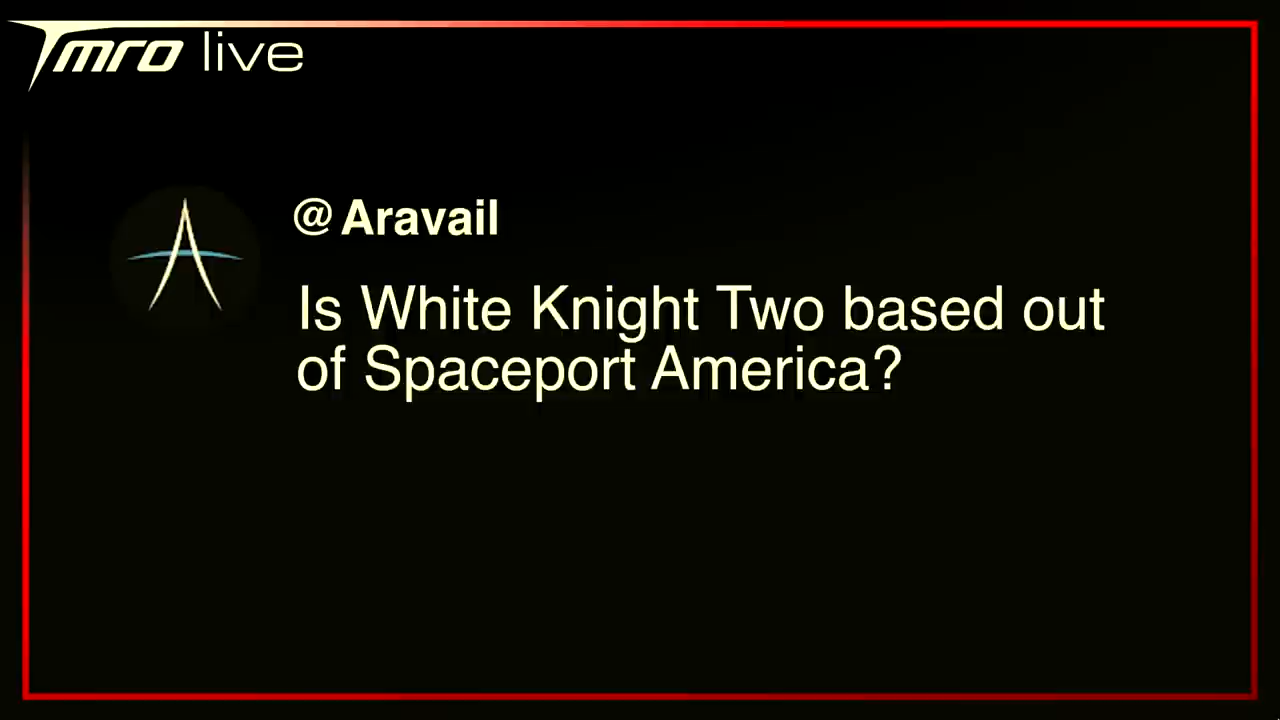 Tmro live
@Aravail
Is White Knight Two based out
of Spaceport America?